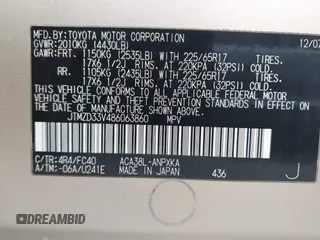 MFD. BY: TOYOTA MOTOR CORPORATION 12/07
GVWR: 2010KG (4430LB)
GAWR: FRT. 1150KG (2535LB) WITH 225/65R17 TIRES,
17X6 1/2J RIMS, AT 220KPA (32PSI) COLD
RR. 1105KG (2435LB) WITH 225/65R17 TIRES,
17X6 1/2J RIMS, AT 220KPA (32PSI) COLD
THIS VEHICLE CONFORMS TO ALL APPLICABLE
FEDERAL MOTOR VEHICLE SAFETY AND
STANDARDS IN EFFECT ON THE DATE OF
MANUFACTURE SHOWN ABOVE.
JTMZD33V486063860 MPV
C/TR: 4R4/FC40 ACA38L-ANPXKA J
A/TM: -06A/U241E MADE IN JAPAN 436
DREAMBID